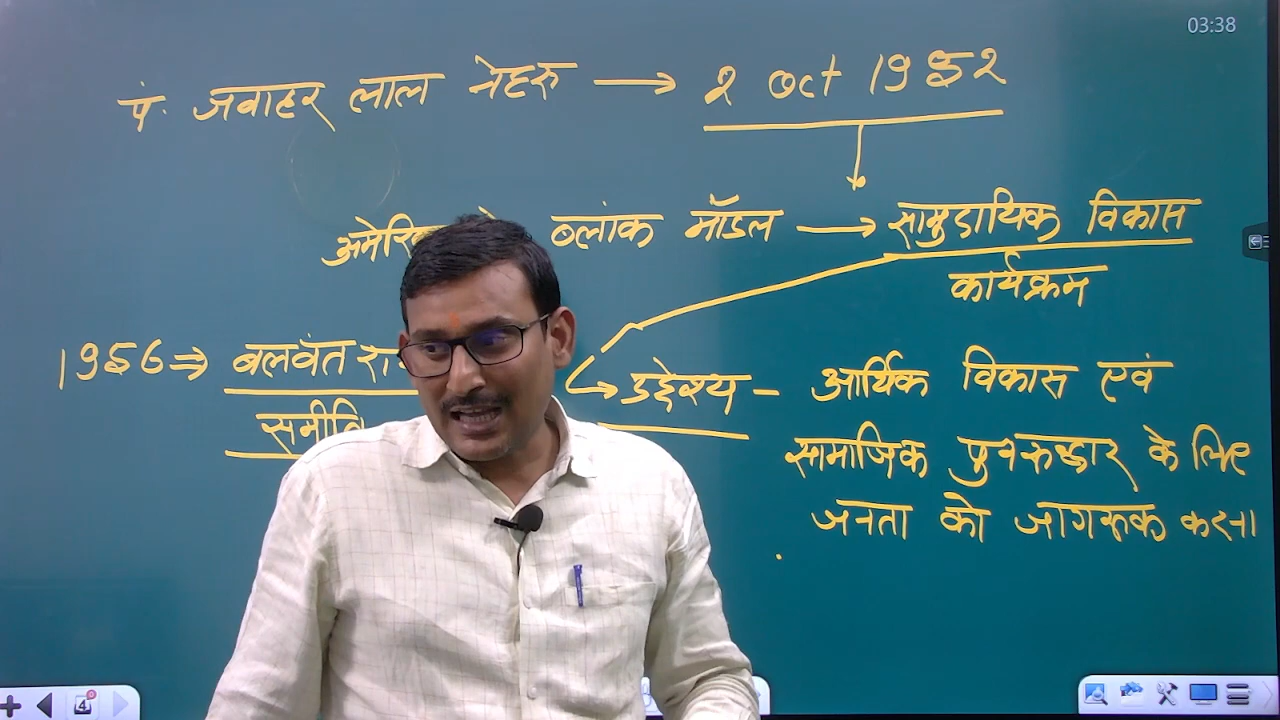 03:38
पं. जवाहर लाल नेहरु → 2 Oct 1952
ब्लांक मॉडल → सामुदायिक विकास
कार्यक्रम
1956 ⇒ बलवंत
उद्देश्य - आर्थिक विकास एवं
सामाजिक पुनरुद्धार के लिए
जनता को जागरुक करना
4